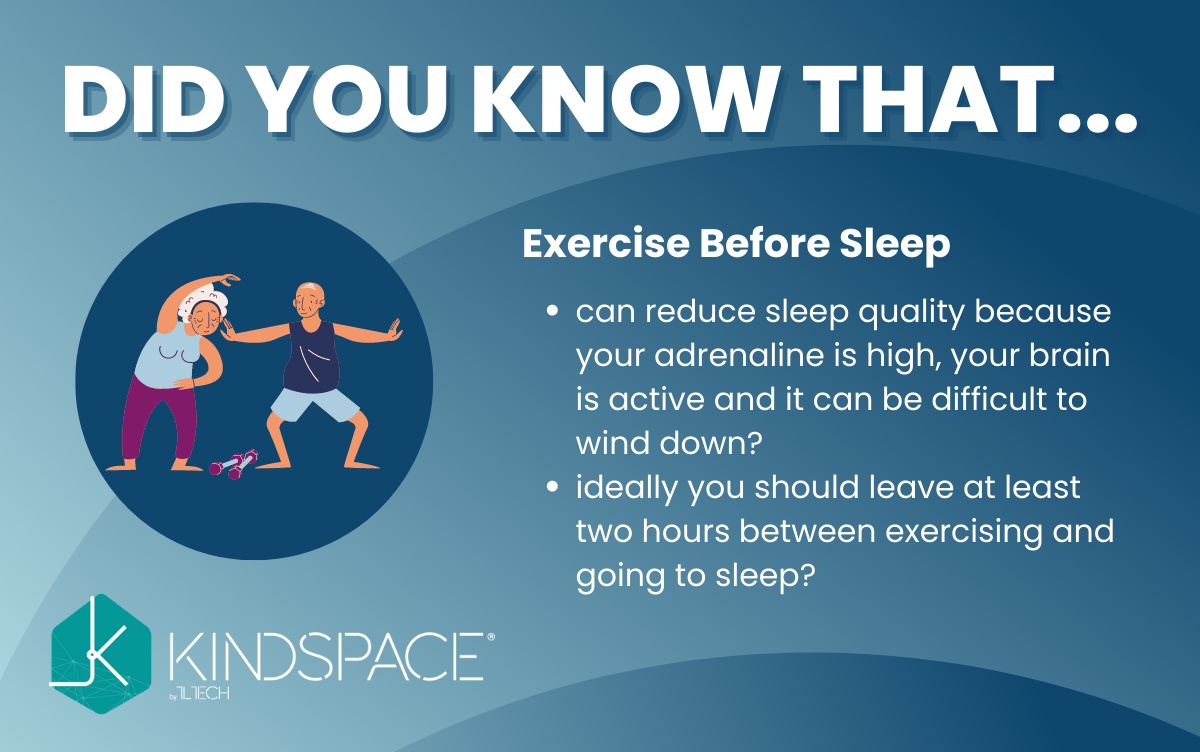 DID YOU KNOW THAT...
Exercise Before Sleep
• can reduce sleep quality because
your adrenaline is high, your brain
is active and it can be difficult to
wind down?
• ideally you should leave at least
two hours between exercising and
going to sleep?
KINDSPACE®
by TLTECH